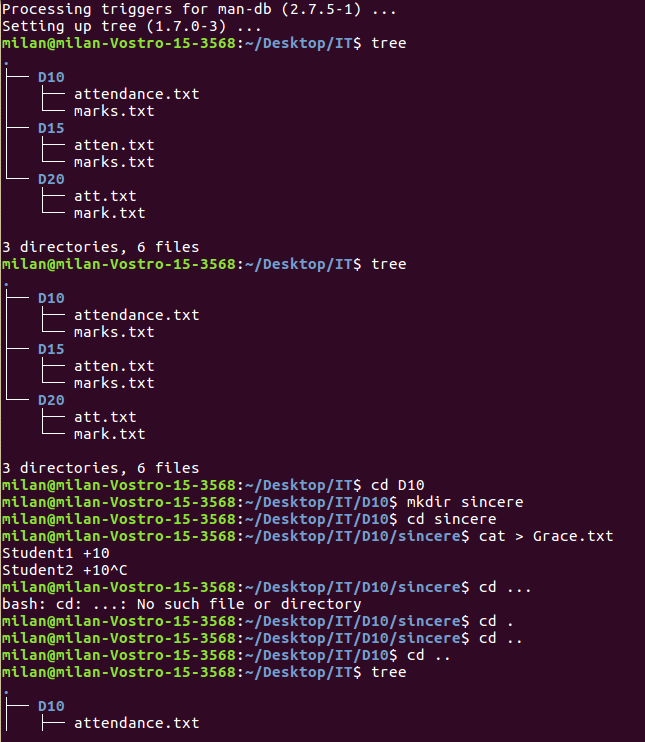 Processing triggers for man-db (2.7.5-1) ...
Setting up tree (1.7.0-3) ...
milan@milan-Vostro-15-3568:~/Desktop/IT$ tree
.
├── D10
│   ├── attendance.txt
│   └── marks.txt
├── D15
│   ├── atten.txt
│   └── marks.txt
└── D20
    ├── att.txt
    └── mark.txt

3 directories, 6 files
milan@milan-Vostro-15-3568:~/Desktop/IT$ tree
.
├── D10
│   ├── attendance.txt
│   └── marks.txt
├── D15
│   ├── atten.txt
│   └── marks.txt
└── D20
    ├── att.txt
    └── mark.txt

3 directories, 6 files
milan@milan-Vostro-15-3568:~/Desktop/IT$ cd D10
milan@milan-Vostro-15-3568:~/Desktop/IT/D10$ mkdir sincere
milan@milan-Vostro-15-3568:~/Desktop/IT/D10$ cd sincere
milan@milan-Vostro-15-3568:~/Desktop/IT/D10/sincere$ cat > Grace.txt
Student1 +10
Student2 +10^C
milan@milan-Vostro-15-3568:~/Desktop/IT/D10/sincere$ cd ...
bash: cd: ...: No such file or directory
milan@milan-Vostro-15-3568:~/Desktop/IT/D10/sincere$ cd .
milan@milan-Vostro-15-3568:~/Desktop/IT/D10/sincere$ cd ..
milan@milan-Vostro-15-3568:~/Desktop/IT/D10$ cd ..
milan@milan-Vostro-15-3568:~/Desktop/IT$ tree
.
├── D10
│   ├── attendance.txt